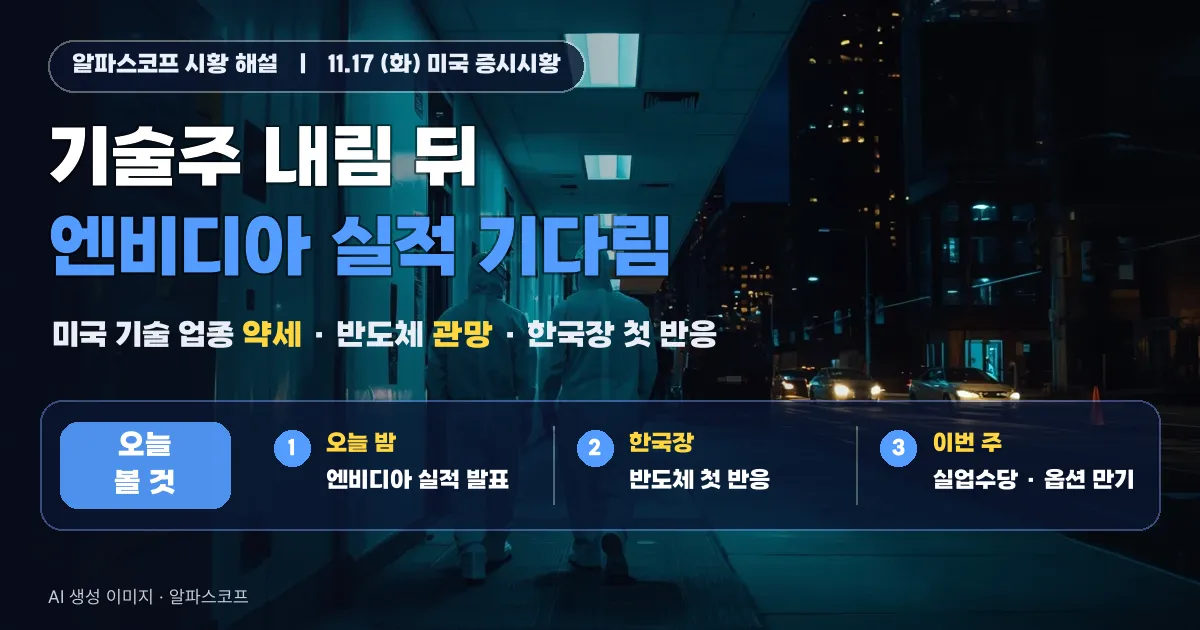 알파스코프 시황 해설 | 11.17 (화) 미국 증시시황
기술주 내림 뒤
엔비디아 실적 기다림
미국 기술 업종 약세 · 반도체 관망 · 한국장 첫 반응
오늘
볼 것
1 오늘 밤
엔비디아 실적 발표
2 한국장
반도체 첫 반응
3 이번 주
실업수당 · 옵션 만기
AI 생성 이미지 · 알파스코프